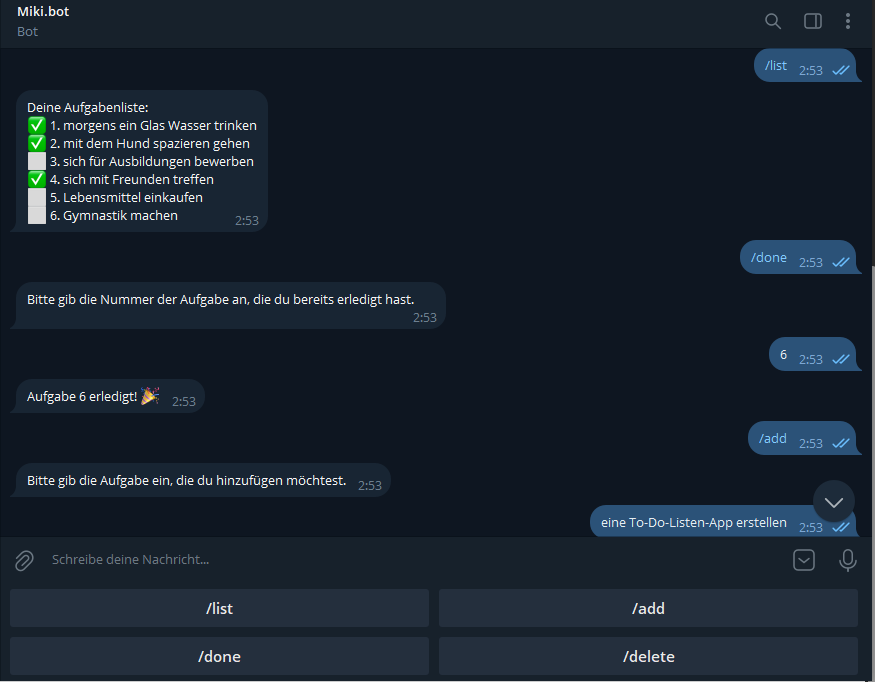 Miki.bot
Bot
/list 2:53
Deine Aufgabenliste:
1. morgens ein Glas Wasser trinken
2. mit dem Hund spazieren gehen
3. sich für Ausbildungen bewerben
4. sich mit Freunden treffen
5. Lebensmittel einkaufen
6. Gymnastik machen 2:53
/done 2:53
Bitte gib die Nummer der Aufgabe an, die du bereits erledigt hast.
2:53
6 2:53
Aufgabe 6 erledigt! 🎉 2:53
/add 2:53
Bitte gib die Aufgabe ein, die du hinzufügen möchtest. 2:53
eine To-Do-Listen-App erstellen 2:53
Schreibe deine Nachricht...
/list /add
/done /delete